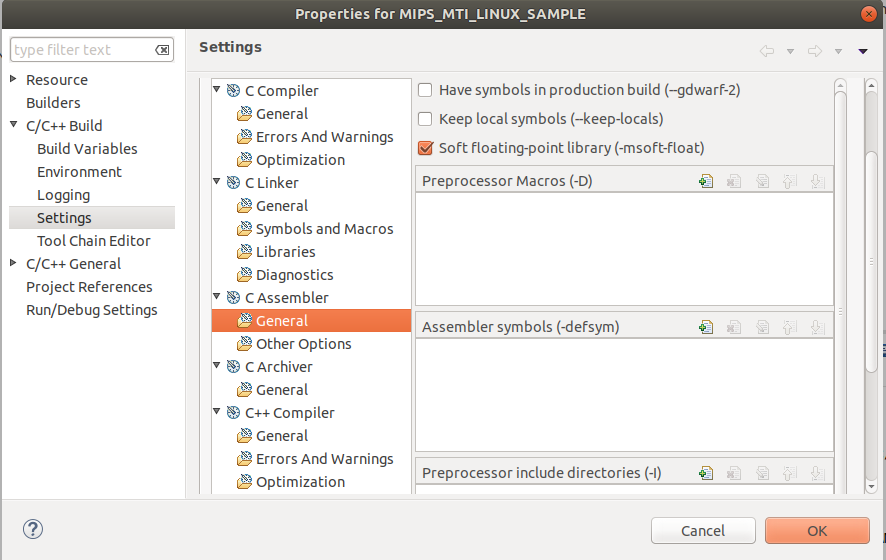 Properties for MIPS_MTI_LINUX_SAMPLE
type filter text
Resource
Builders
C/C++ Build
Build Variables
Environment
Logging
Settings
Tool Chain Editor
C/C++ General
Project References
Run/Debug Settings
Settings
C Compiler
General
Errors And Warnings
Optimization
C Linker
General
Symbols and Macros
Libraries
Diagnostics
C Assembler
General
Other Options
C Archiver
General
C++ Compiler
General
Errors And Warnings
Optimization
Have symbols in production build (--gdwarf-2)
Keep local symbols (--keep-locals)
Soft floating-point library (-msoft-float)
Preprocessor Macros (-D)
Assembler symbols (-defsym)
Preprocessor include directories (-I)
Cancel
OK